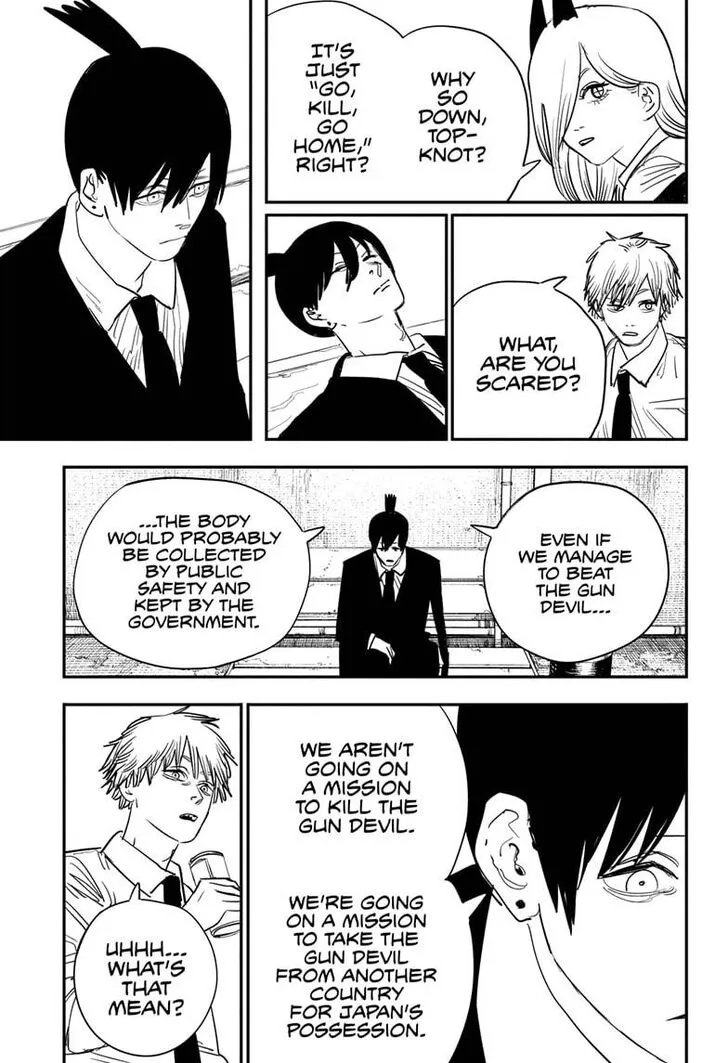 WHY
SO
DOWN,
TOP-
KNOT?
IT'S
JUST
"GO,
KILL,
GO
HOME,"
RIGHT?
WHAT,
ARE YOU
SCARED?
EVEN IF
WE MANAGE
TO BEAT
THE GUN
DEVIL...
...THE BODY
WOULD PROBABLY
BE COLLECTED
BY PUBLIC
SAFETY AND
KEPT BY THE
GOVERNMENT.
WE AREN'T
GOING ON
A MISSION
TO KILL THE
GUN DEVIL.
WE'RE GOING
ON A MISSION
TO TAKE THE
GUN DEVIL
FROM ANOTHER
COUNTRY
FOR JAPAN'S
POSSESSION.
UHHH...
WHAT'S
THAT
MEAN?